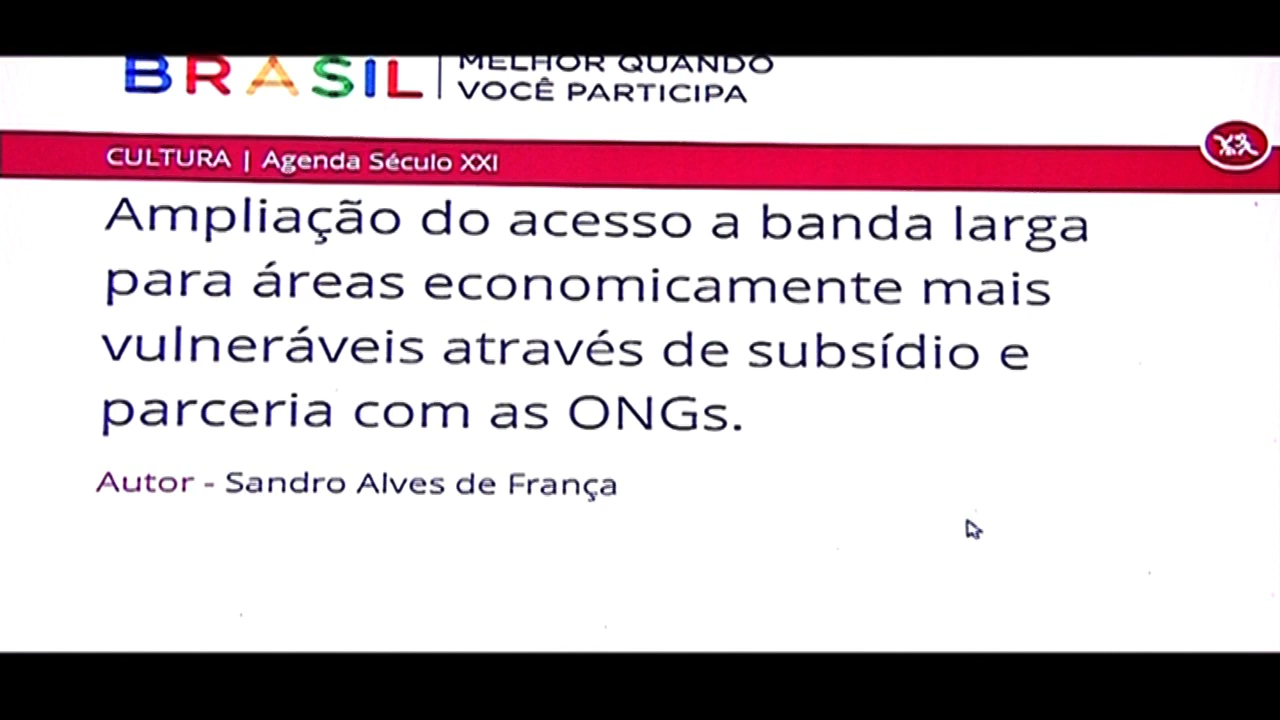 BRASIL
MELHOR QUANDO
VOCÊ PARTICIPA
CULTURA | Agenda Século XXI
Ampliação do acesso a banda larga
para áreas economicamente mais
vulneráveis através de subsídio e
parceria com as ONGs.
Autor - Sandro Alves de França